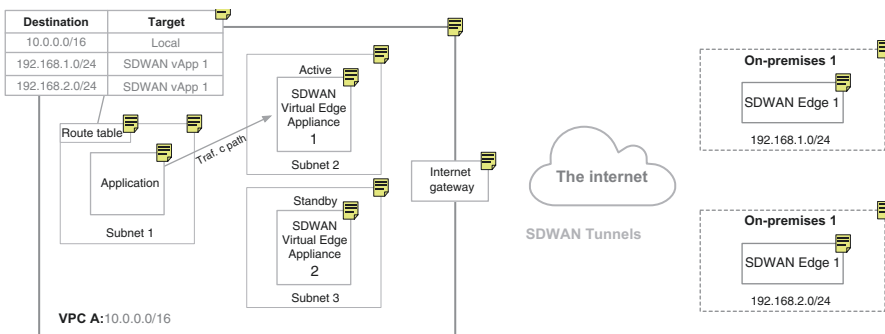 Destination Target
10.0.0.0/16 Local
192.168.1.0/24 SDWAN vApp 1
192.168.2.0/24 SDWAN vApp 1
Route table
Application
Subnet 1
Traf. c path
Active
SDWAN
Virtual Edge
Appliance
1
Subnet 2
Standby
SDWAN
Virtual Edge
Appliance
2
Subnet 3
VPC A:10.0.0.0/16
Internet
gateway
The internet
SDWAN Tunnels
On-premises 1
SDWAN Edge 1
192.168.1.0/24
On-premises 1
SDWAN Edge 1
192.168.2.0/24